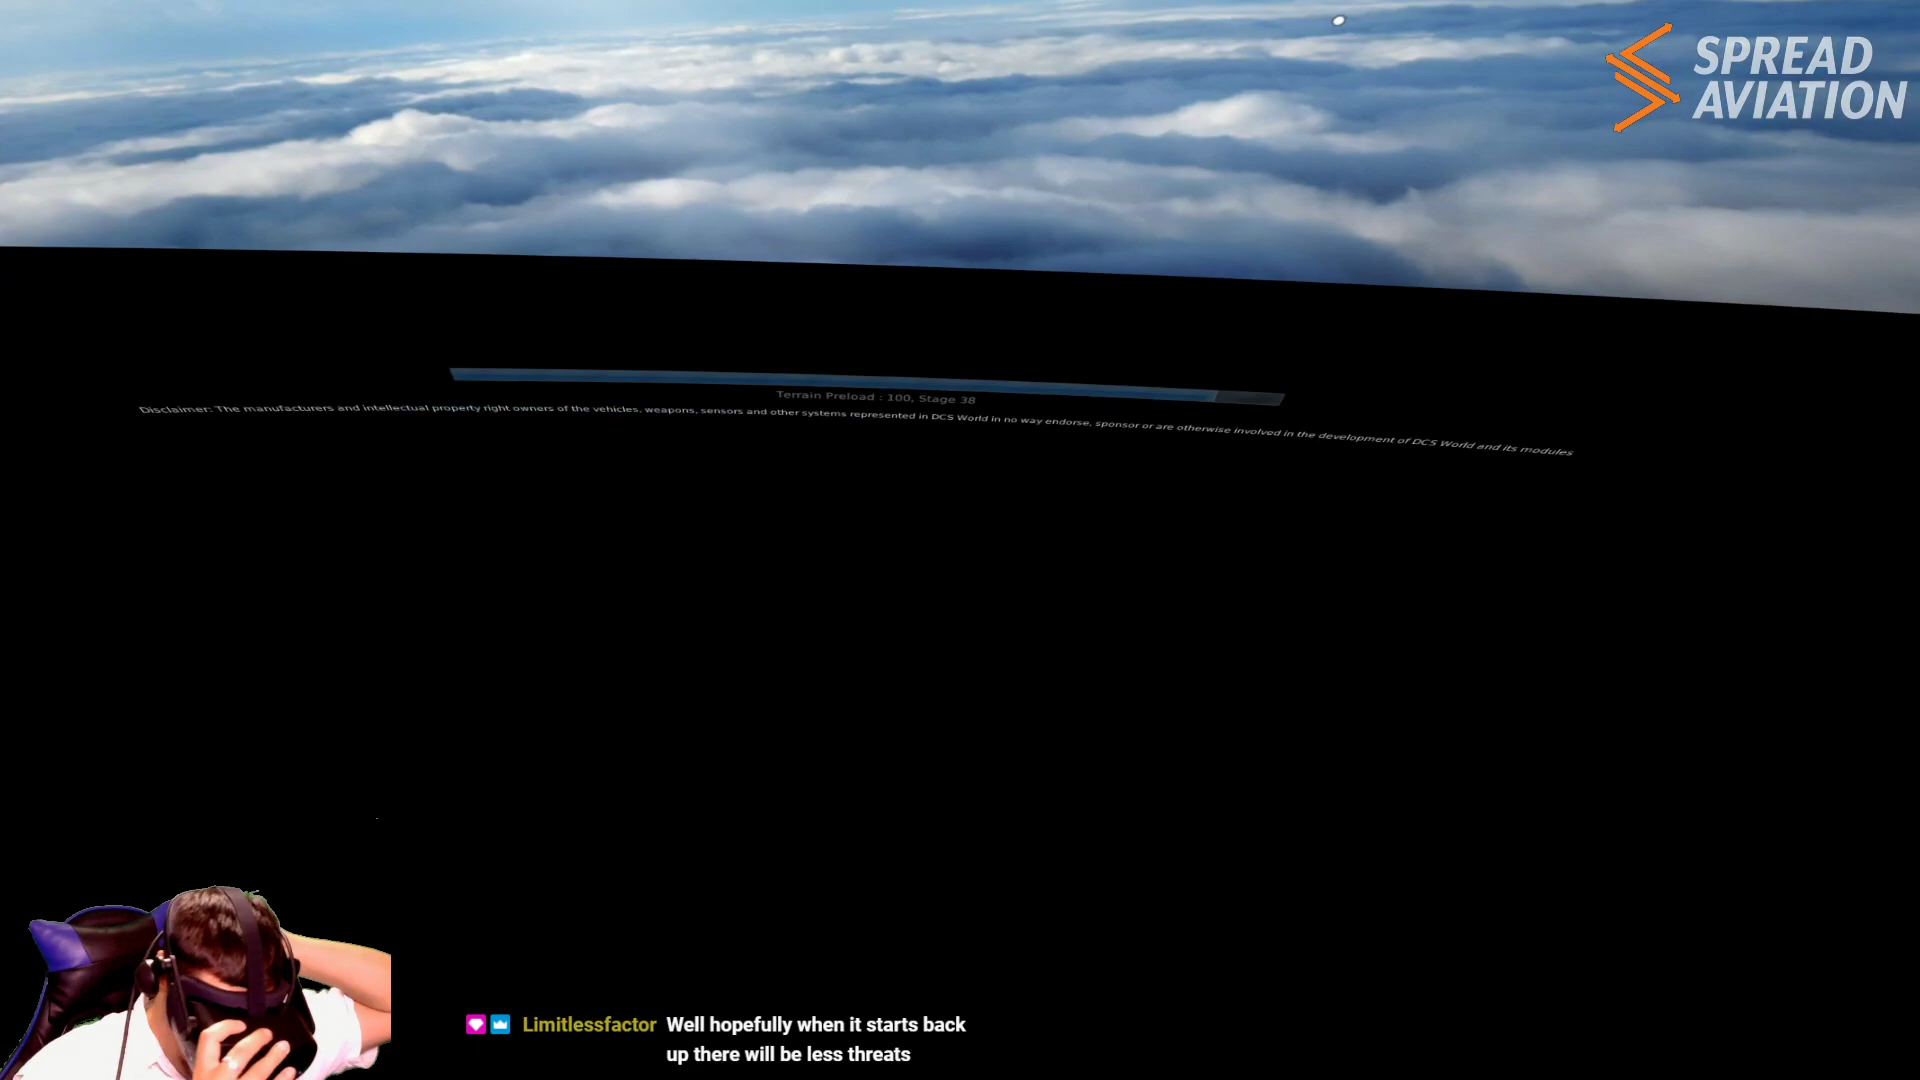 SPREAD
AVIATION
Terrain Preload : 100, Stage 38
Disclaimer: The manufacturers and intellectual property right owners of the vehicles, weapons, sensors and other systems represented in DCS World in no way endorse, sponsor or are otherwise involved in the development of DCS World and its modules
Limitlessfactor Well hopefully when it starts back
up there will be less threats